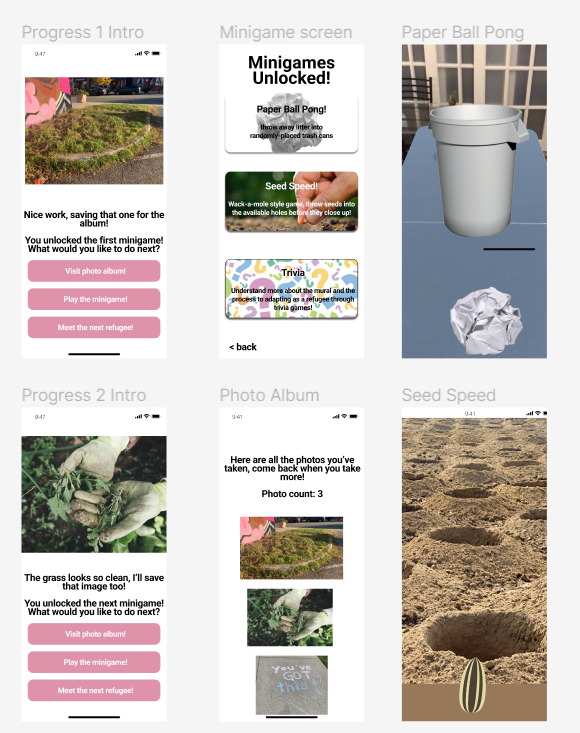 Progress 1 Intro
9:41
Nice work, saving that one for the
album!
You unlocked the first minigame!
What would you like to do next?
Visit photo album!
Play the minigame!
Meet the next refugee!
Minigame screen
Minigames
Unlocked!
Paper Ball Pong!
throw away litter into
randomly-placed trash cans
Seed Speed!
Wack-a-mole style game, throw seeds into
the available holes before they close up!
Trivia
Understand more about the mural and the
process to adapting as a refugee through
trivia games!
< back
Paper Ball Pong
Progress 2 Intro
9:41
The grass looks so clean, I'll save
that image too!
You unlocked the next minigame!
What would you like to do next?
Visit photo album!
Play the minigame!
Meet the next refugee!
Photo Album
9:41
Here are all the photos you've
taken, come back when you take
more!
Photo count: 3
YOU'VE
GOT
this!
Seed Speed
9:41